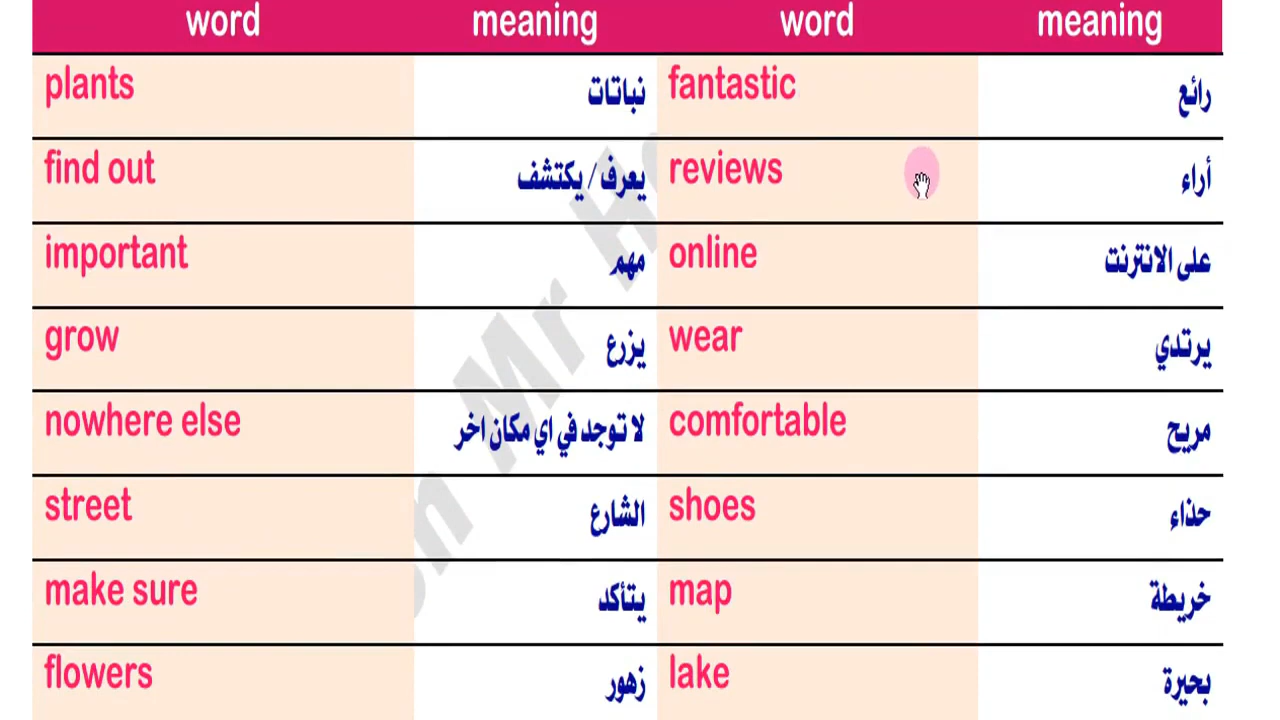 word meaning word meaning
plants نباتات fantastic رائع
find out يعرف / يكتشف reviews أراء
important مهم online على الانترنت
grow يزرع wear يرتدي
nowhere else لا توجد في اي مكان اخر comfortable مريح
street الشارع shoes حذاء
make sure يتأكد map خريطة
flowers زهور lake بحيرة
Mr